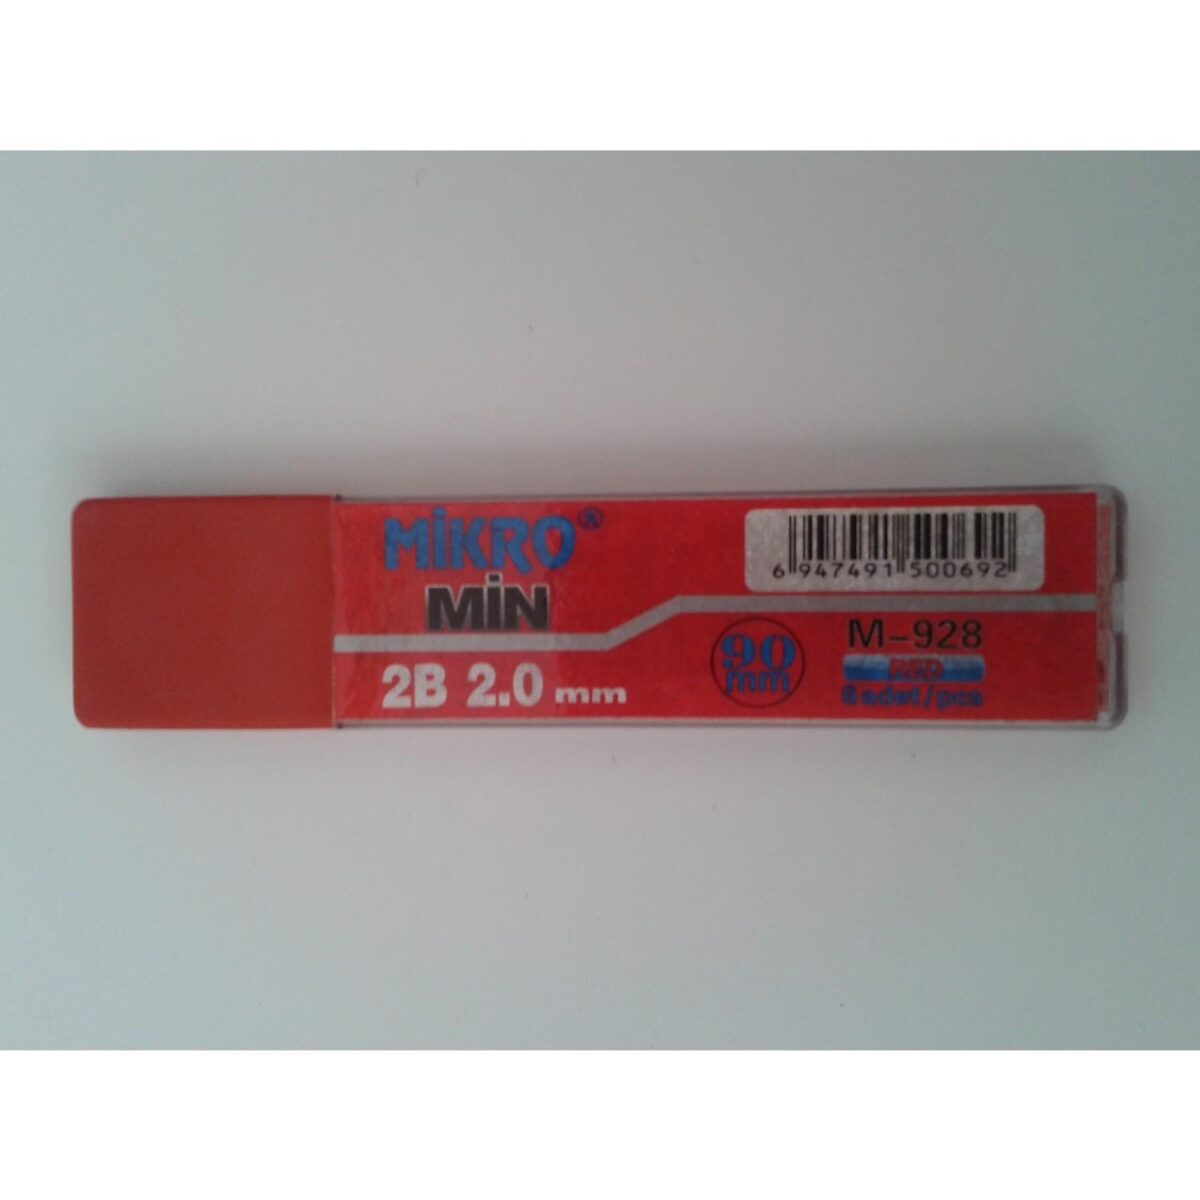 MİKRO®
MİN
2B 2.0 mm
6 947491 500692
90
mm
M-928
RED
6 adet/pcs